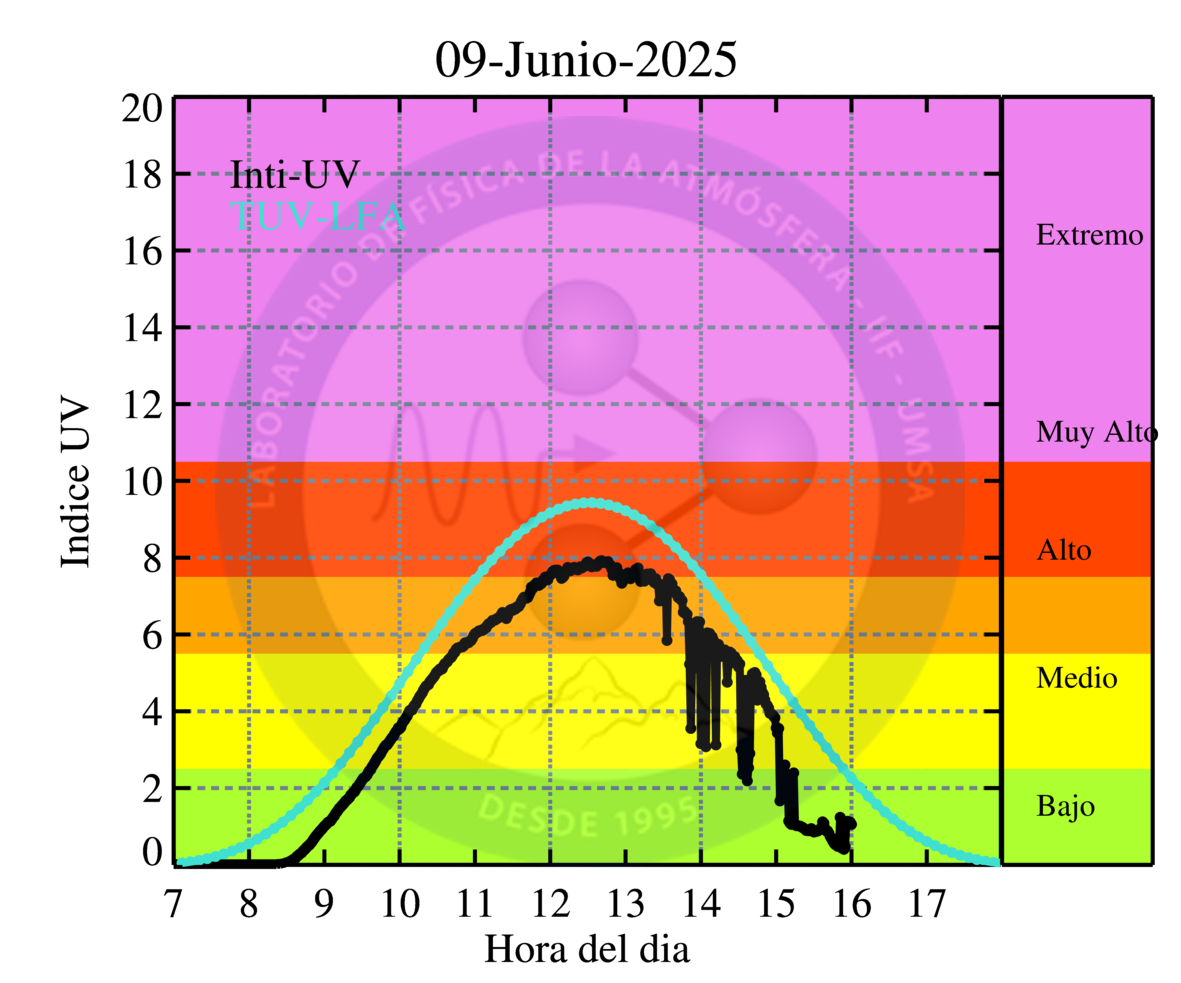 09-Junio-2025
20
18
16
14
12
10
8
6
4
2
0
Indice UV
Inti-UV
TUV-LFA
LABORATORIO DE FÍSICA DE LA ATMÓSFERA - IIF - UMSA
DESDE 1995
Extremo
Muy Alto
Alto
Medio
Bajo
7 8 9 10 11 12 13 14 15 16 17
Hora del dia